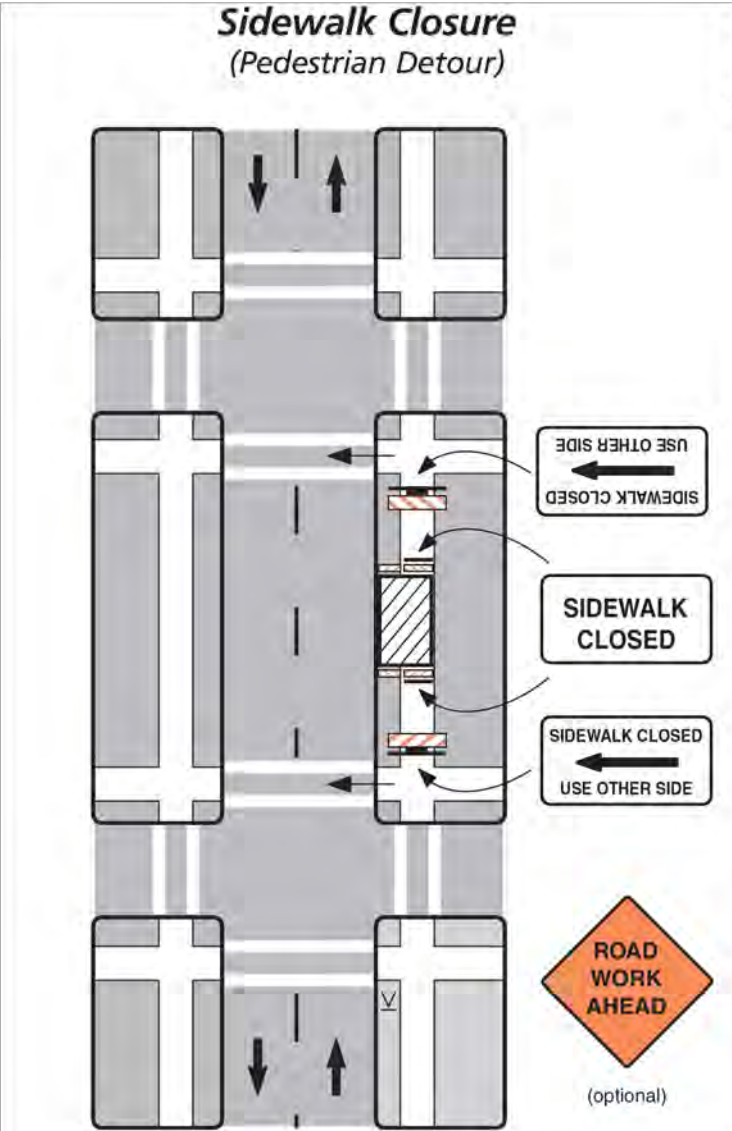 Sidewalk Closure
(Pedestrian Detour)
USE OTHER SIDE
SIDEWALK CLOSED
SIDEWALK
CLOSED
SIDEWALK CLOSED
USE OTHER SIDE
ROAD
WORK
AHEAD
(optional)